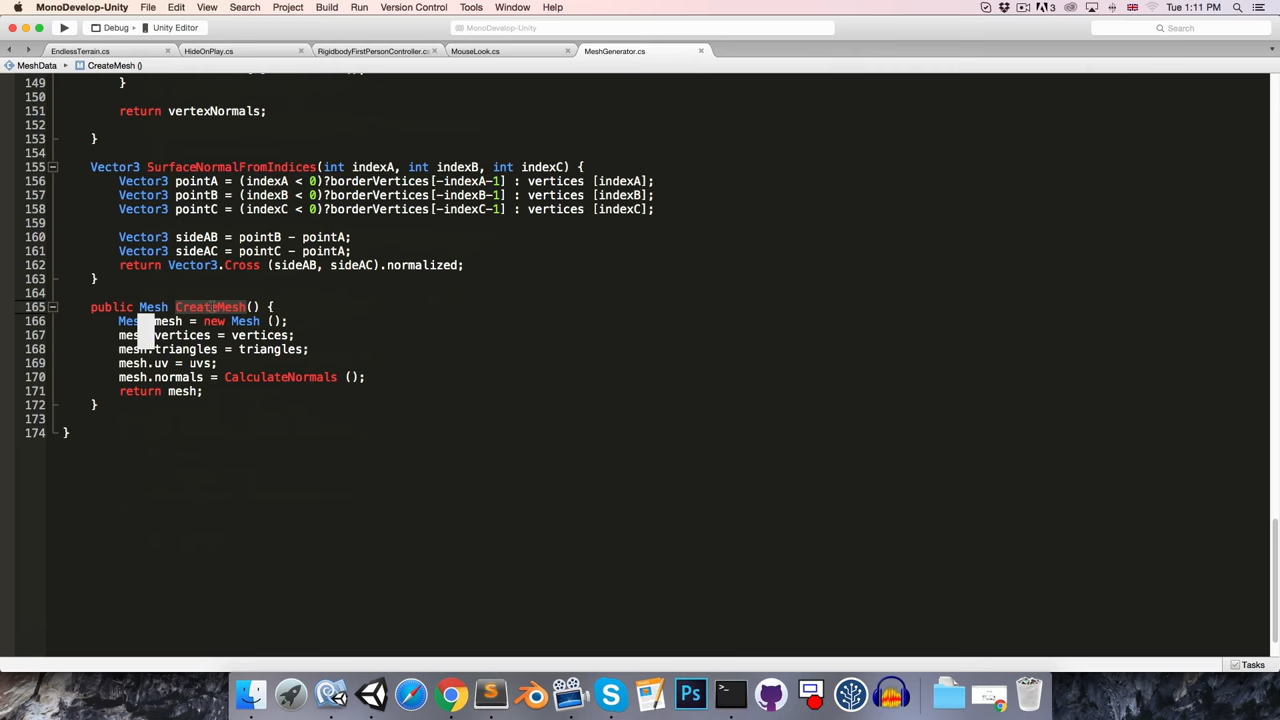 MonoDevelop-Unity File Edit View Search Project Build Run Version Control Tools Window Help 3 Tue 1:11 PM
Debug Unity Editor MonoDevelop-Unity Search
EndlessTerrain.cs HideOnPlay.cs RigidbodyFirstPersonController.cs MouseLook.cs MeshGenerator.cs
MeshData CreateMesh ()
149 }
150
151 return vertexNormals;
152
153 }
154
155 Vector3 SurfaceNormalFromIndices(int indexA, int indexB, int indexC) {
156 Vector3 pointA = (indexA < 0)?borderVertices[-indexA-1] : vertices [indexA];
157 Vector3 pointB = (indexB < 0)?borderVertices[-indexB-1] : vertices [indexB];
158 Vector3 pointC = (indexC < 0)?borderVertices[-indexC-1] : vertices [indexC];
159
160 Vector3 sideAB = pointB - pointA;
161 Vector3 sideAC = pointC - pointA;
162 return Vector3.Cross (sideAB, sideAC).normalized;
163 }
164
165 public Mesh CreateMesh() {
166 mesh = new Mesh ();
167 vertices = vertices;
168 mesh.triangles = triangles;
169 mesh.uv = uvs;
170 mesh.normals = CalculateNormals ();
171 return mesh;
172 }
173
174 }
Tasks